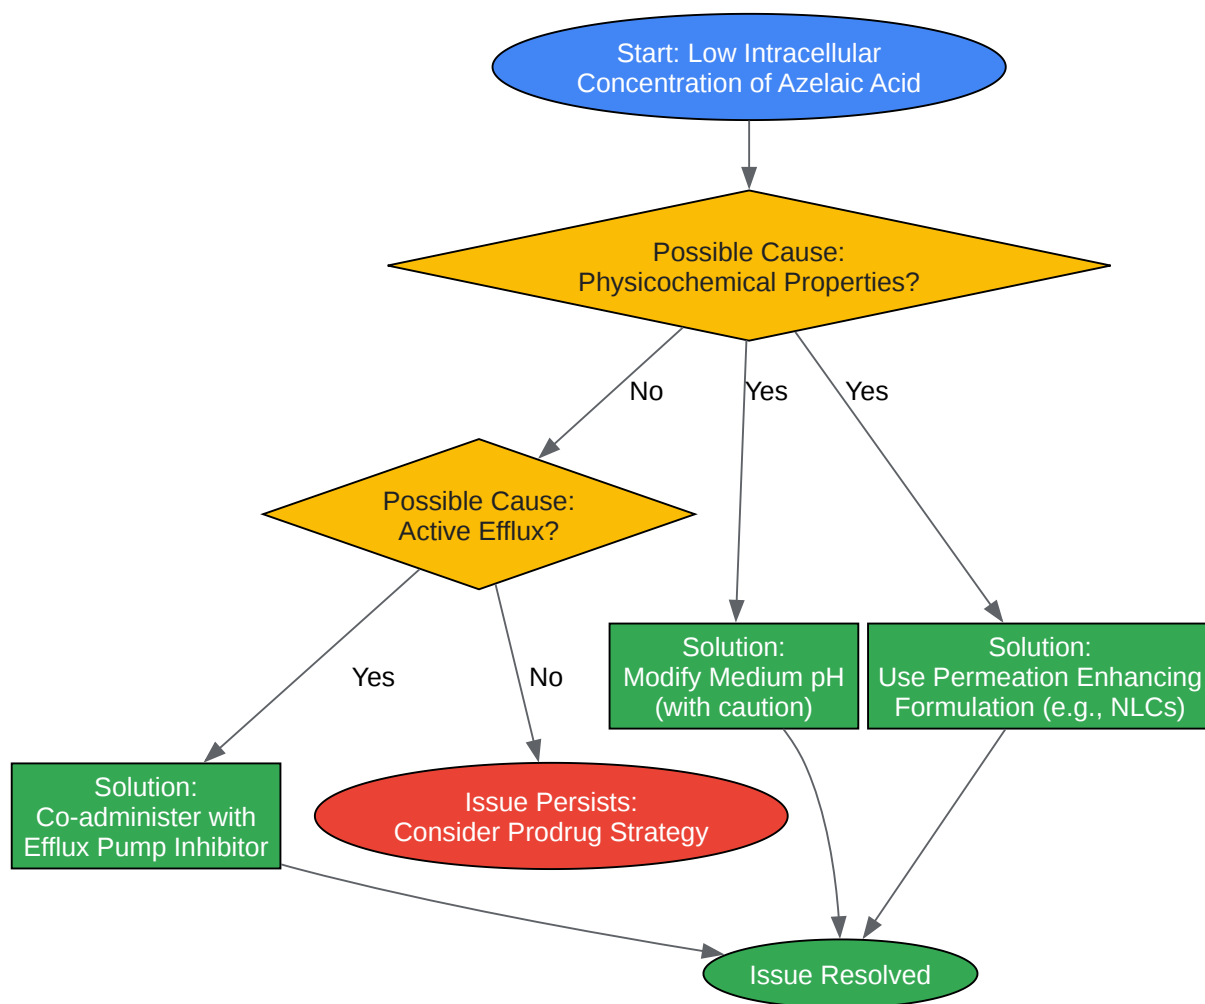 Start: Low Intracellular
Concentration of Azelaic Acid
Possible Cause:
Physicochemical Properties?
No
Yes
Yes
Possible Cause:
Active Efflux?
Solution:
Modify Medium pH
(with caution)
Solution:
Use Permeation Enhancing
Formulation (e.g., NLCs)
Yes
No
Solution:
Co-administer with
Efflux Pump Inhibitor
Issue Persists:
Consider Prodrug Strategy
Issue Resolved